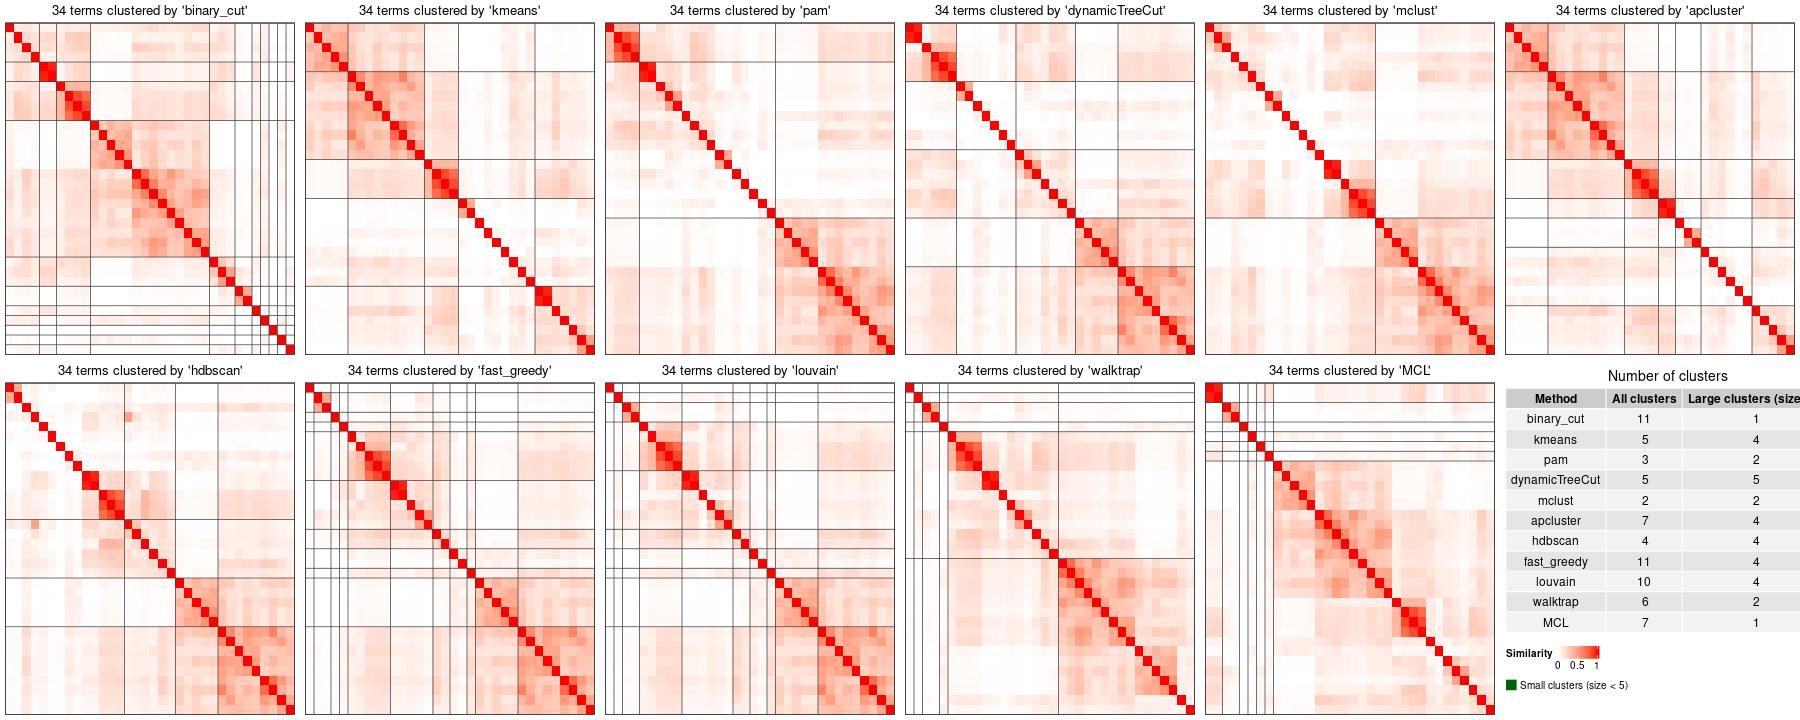 34 terms clustered by 'binary_cut'
34 terms clustered by 'kmeans'
34 terms clustered by 'pam'
34 terms clustered by 'dynamicTreeCut'
34 terms clustered by 'mclust'
34 terms clustered by 'apcluster'
34 terms clustered by 'hdbscan'
34 terms clustered by 'fast_greedy'
34 terms clustered by 'louvain'
34 terms clustered by 'walktrap'
34 terms clustered by 'MCL'
Number of clusters
Method All clusters Large clusters (size
binary_cut 11 1
kmeans 5 4
pam 3 2
dynamicTreeCut 5 5
mclust 2 2
apcluster 7 4
hdbscan 4 4
fast_greedy 11 4
louvain 10 4
walktrap 6 2
MCL 7 1
Similarity
0 0.5 1
Small clusters (size < 5)